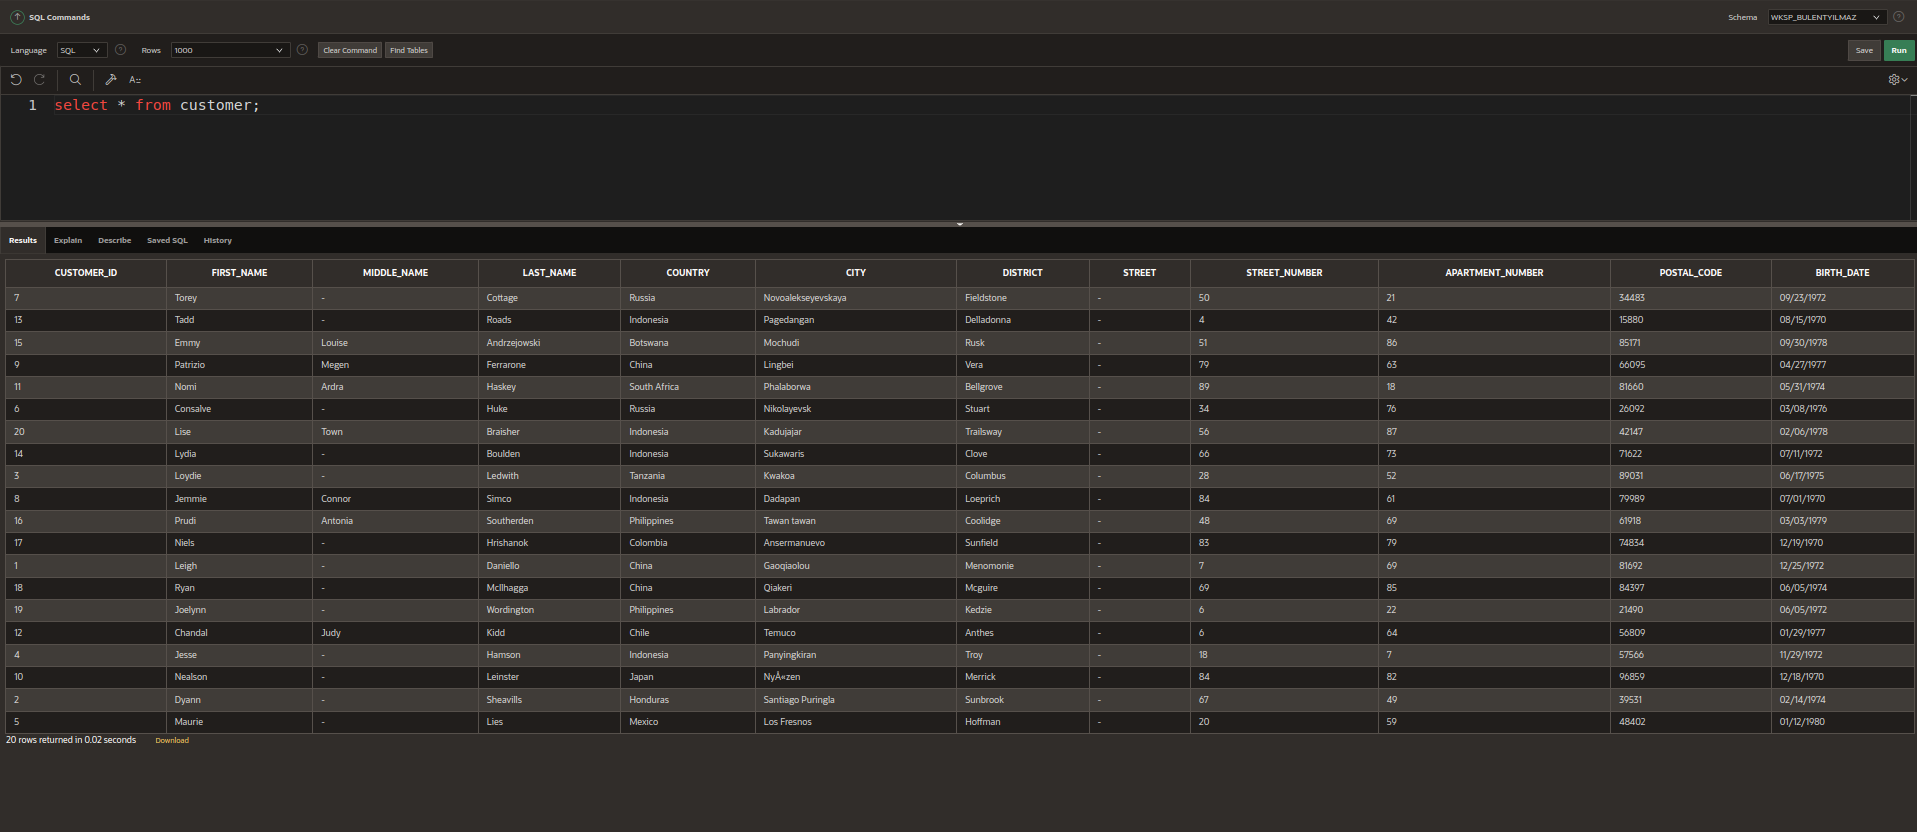 SQL Commands Schema WKSP_BULENTYILMAZ
Language SQL Rows 1000 Clear Command Find Tables Save Run
1 select * from customer;
Results Explain Describe Saved SQL History
CUSTOMER_ID FIRST_NAME MIDDLE_NAME LAST_NAME COUNTRY CITY DISTRICT STREET STREET_NUMBER APARTMENT_NUMBER POSTAL_CODE BIRTH_DATE
7 Torey - Cottage Russia Novoalekseyevskaya Fieldstone - 50 21 34483 09/23/1972
13 Tadd - Roads Indonesia Pagedangan Delladonna - 4 42 15880 08/15/1970
15 Emmy Louise Andrzejowski Botswana Mochudi Rusk - 51 86 85171 09/30/1978
9 Patrizio Megen Ferrarone China Lingbei Vera - 79 63 66095 04/27/1977
11 Nomi Ardra Haskey South Africa Phalaborwa Bellgrove - 89 18 81660 05/31/1974
6 Consalve - Huke Russia Nikolayevsk Stuart - 34 76 26092 03/08/1976
20 Lise Town Braisher Indonesia Kadujajar Trailsway - 56 87 42147 02/06/1978
14 Lydia - Boulden Indonesia Sukawaris Clove - 66 73 71622 07/11/1972
3 Loydie - Ledwith Tanzania Kwakoa Columbus - 28 52 89031 06/17/1975
8 Jemmie Connor Simco Indonesia Dadapan Loeprich - 84 61 79989 07/01/1970
16 Prudi Antonia Southerden Philippines Tawan tawan Coolidge - 48 69 61918 03/03/1979
17 Niels - Hrishanok Colombia Ansermanuevo Sunfield - 83 79 74834 12/19/1970
1 Leigh - Daniello China Gaoqiaolou Menomonie - 7 69 81692 12/25/1972
18 Ryan - McIlhagga China Qiakeri Mcguire - 69 85 84397 06/05/1974
19 Joelynn - Wordington Philippines Labrador Kedzie - 6 22 21490 06/05/1972
12 Chandal Judy Kidd Chile Temuco Anthes - 6 64 56809 01/29/1977
4 Jesse - Hamson Indonesia Panyingkiran Troy - 18 7 57566 11/29/1972
10 Nealson - Leinster Japan NyÅ«zen Merrick - 84 82 96859 12/18/1970
2 Dyann - Sheavills Honduras Santiago Puringla Sunbrook - 67 49 39531 02/14/1974
5 Maurie - Lies Mexico Los Fresnos Hoffman - 20 59 48402 01/12/1980
20 rows returned in 0.02 seconds Download